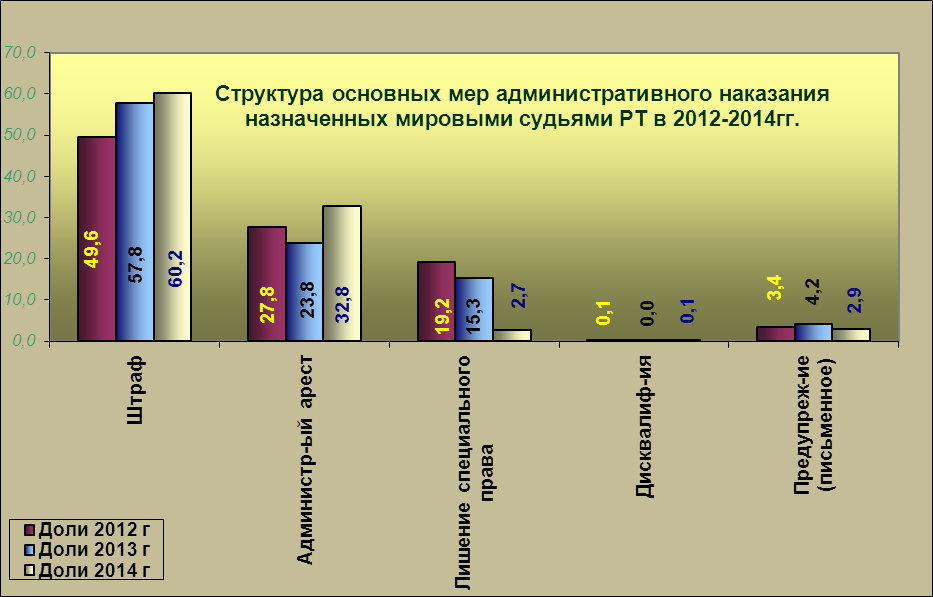 Структура основных мер административного наказания
назначенных мировыми судьями РТ в 2012-2014гг.
70,0
60,0
50,0
40,0
30,0
20,0
10,0
0,0
49,6
57,8
60,2
27,8
23,8
32,8
19,2
15,3
2,7
0,1
0,0
0,1
3,4
4,2
2,9
Штраф
Администр-ый арест
Лишение специального
права
Дисквалиф-ия
Предупреж-ие
(письменное)
Доли 2012 г
Доли 2013 г
Доли 2014 г